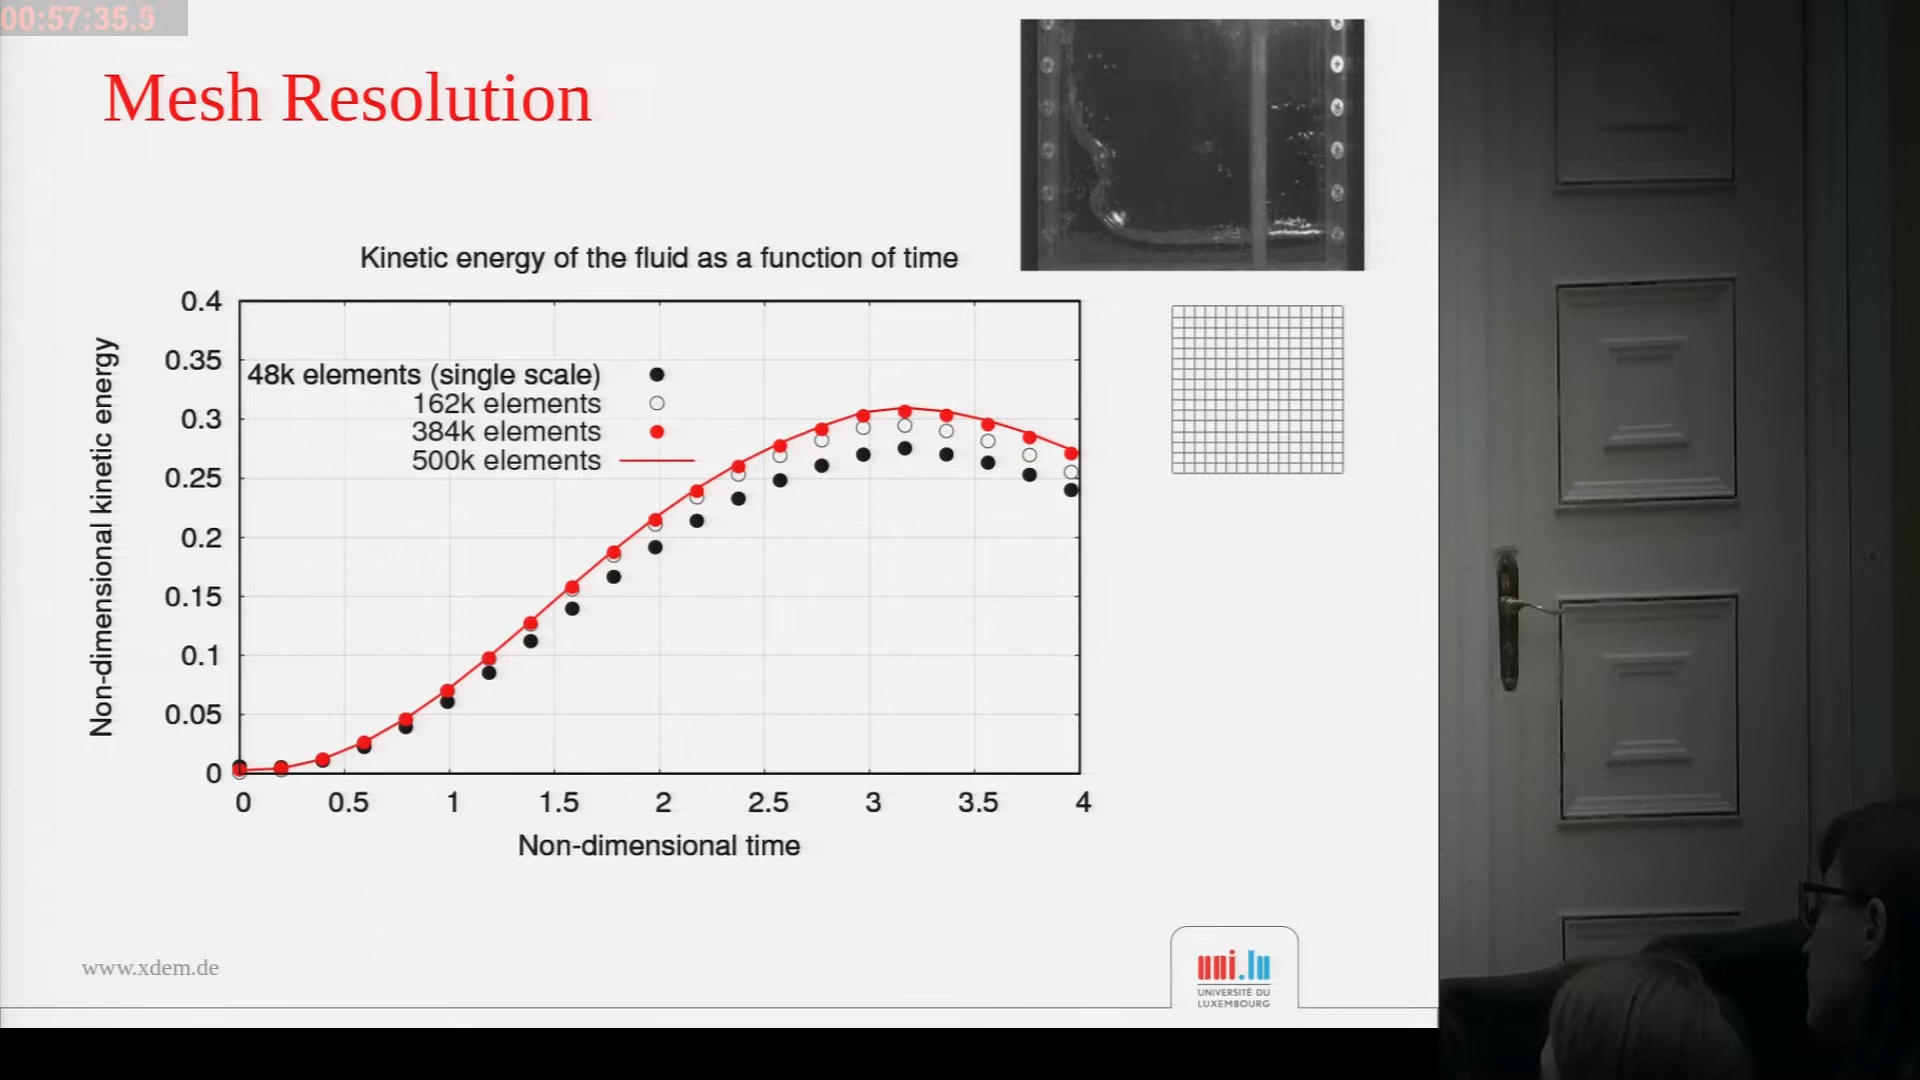 00:57:35.5
Mesh Resolution
Kinetic energy of the fluid as a function of time
Non-dimensional kinetic energy
0.4
0.35
0.3
0.25
0.2
0.15
0.1
0.05
0
48k elements (single scale)
162k elements
384k elements
500k elements
0 0.5 1 1.5 2 2.5 3 3.5 4
Non-dimensional time
www.xdem.de
uni.lu
UNIVERSITÉ DU
LUXEMBOURG